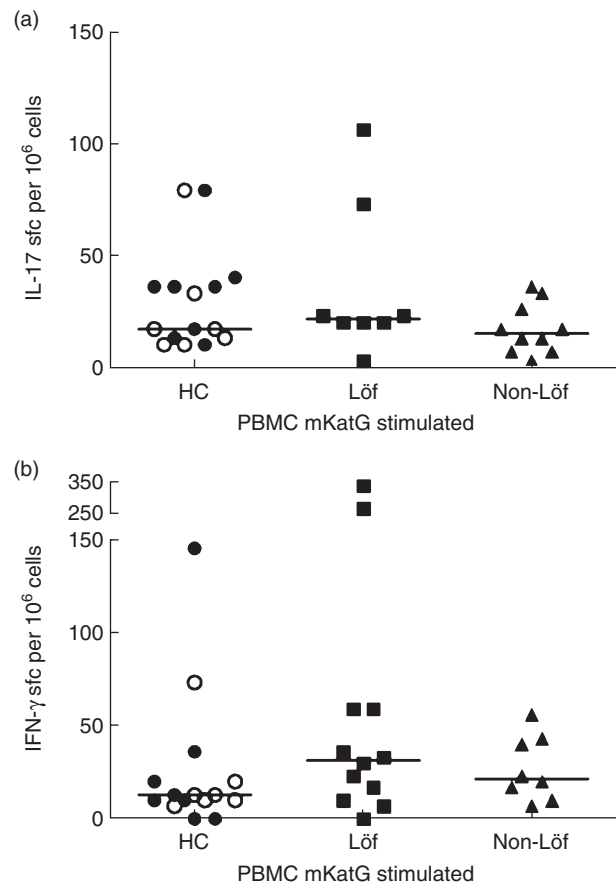 (a)
150
100
50
0
IL-17 sfc per 10⁶ cells
HC Löf Non-Löf
PBMC mKatG stimulated
(b)
350
250
150
100
50
0
IFN-γ sfc per 10⁶ cells
HC Löf Non-Löf
PBMC mKatG stimulated